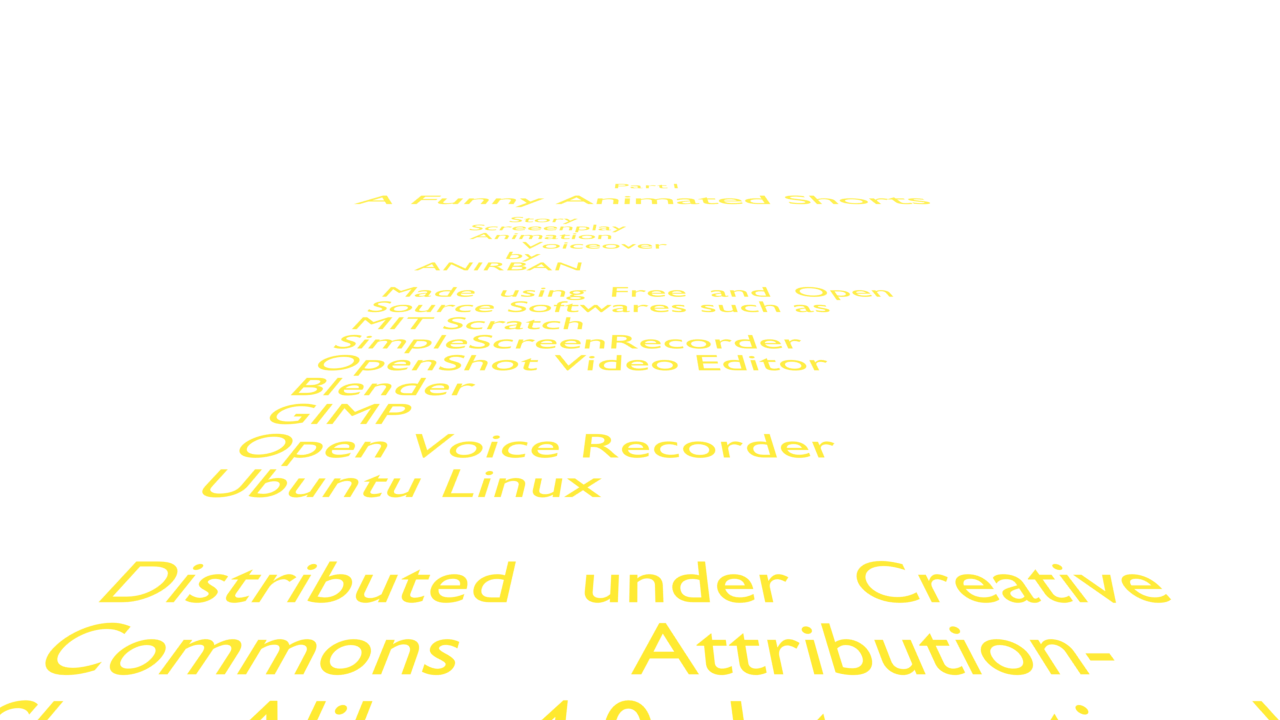 Part I
A Funny Animated Shorts
Story
Screeenplay
Animation
Voiceover
by
ANIRBAN
Made using Free and Open
Source Softwares such as
MIT Scratch
SimpleScreenRecorder
OpenShot Video Editor
Blender
GIMP
Open Voice Recorder
Ubuntu Linux
Distributed under Creative
Commons Attribution-